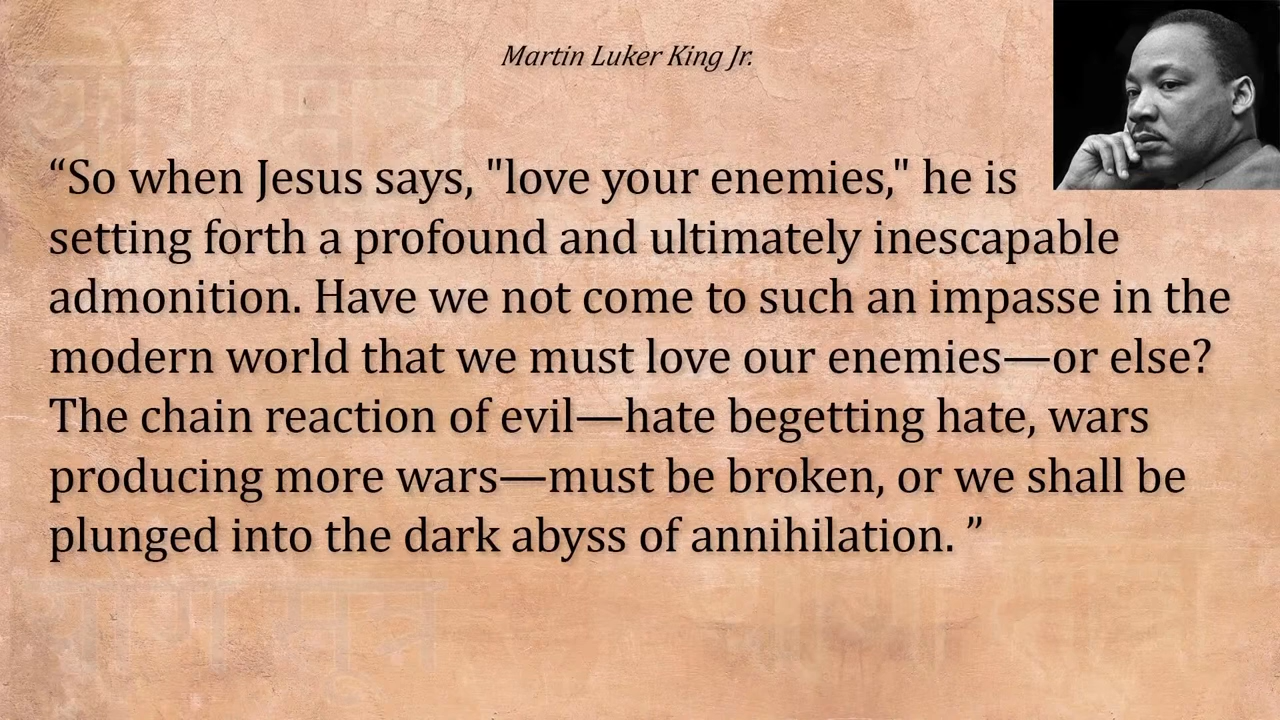 Martin Luker King Jr.
“So when Jesus says, "love your enemies," he is
setting forth a profound and ultimately inescapable
admonition. Have we not come to such an impasse in the
modern world that we must love our enemies—or else?
The chain reaction of evil—hate begetting hate, wars
producing more wars—must be broken, or we shall be
plunged into the dark abyss of annihilation. ”